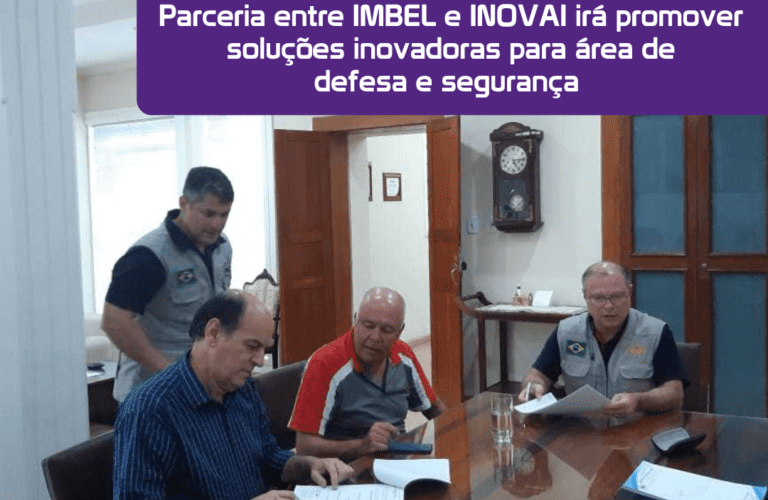 Parceria entre IMBEL e INOVAI irá promover
soluções inovadoras para área de
defesa e segurança